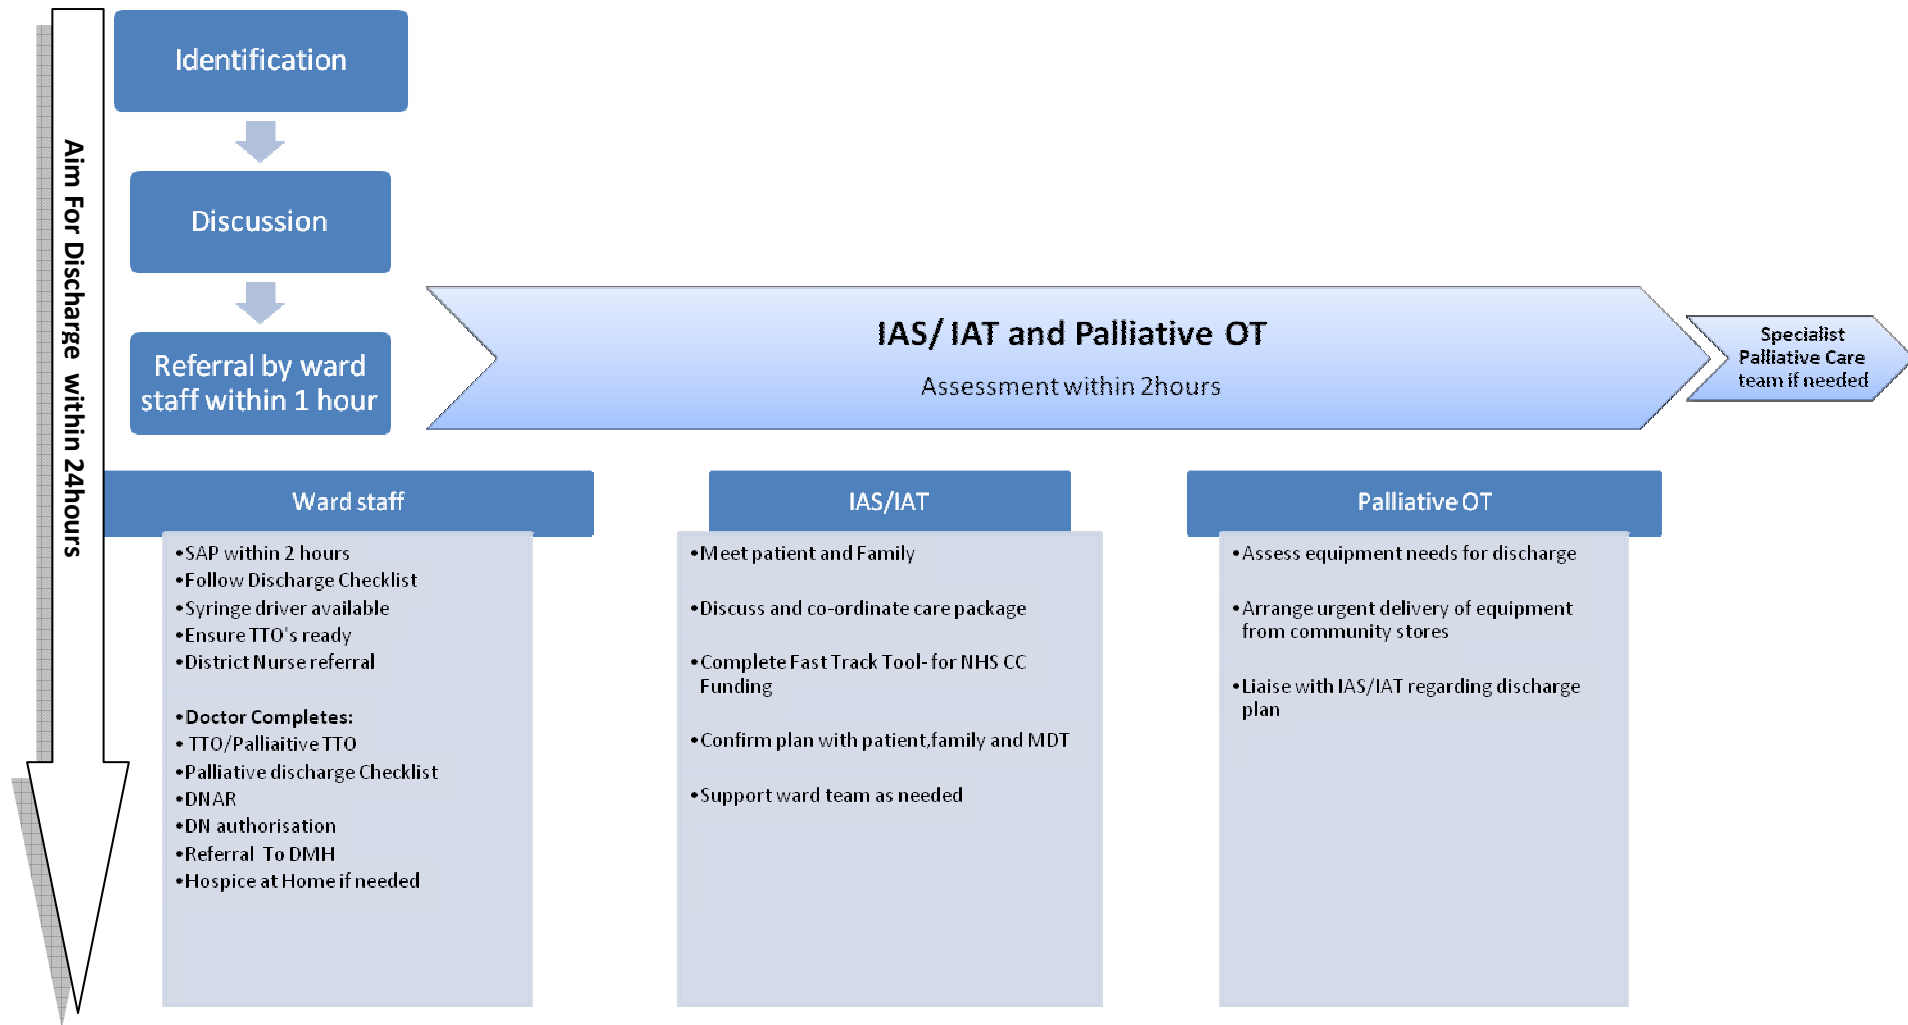 Aim For Discharge within 24hours
Identification
Discussion
Referral by ward
staff within 1 hour
IAS/ IAT and Palliative OT
Assessment within 2hours
Specialist
Palliative Care
team if needed
Ward staff
•SAP within 2 hours
•Follow Discharge Checklist
•Syringe driver available
•Ensure TTO's ready
•District Nurse referral
•Doctor Completes:
• TTO/Palliaitive TTO
•Palliative discharge Checklist
•DNAR
•DN authorisation
•Referral To DMH
•Hospice at Home if needed
IAS/IAT
•Meet patient and Family
•Discuss and co-ordinate care package
•Complete Fast Track Tool- for NHS CC
Funding
•Confirm plan with patient,family and MDT
•Support ward team as needed
Palliative OT
•Assess equipment needs for discharge
•Arrange urgent delivery of equipment
from community stores
•Liaise with IAS/IAT regarding discharge
plan